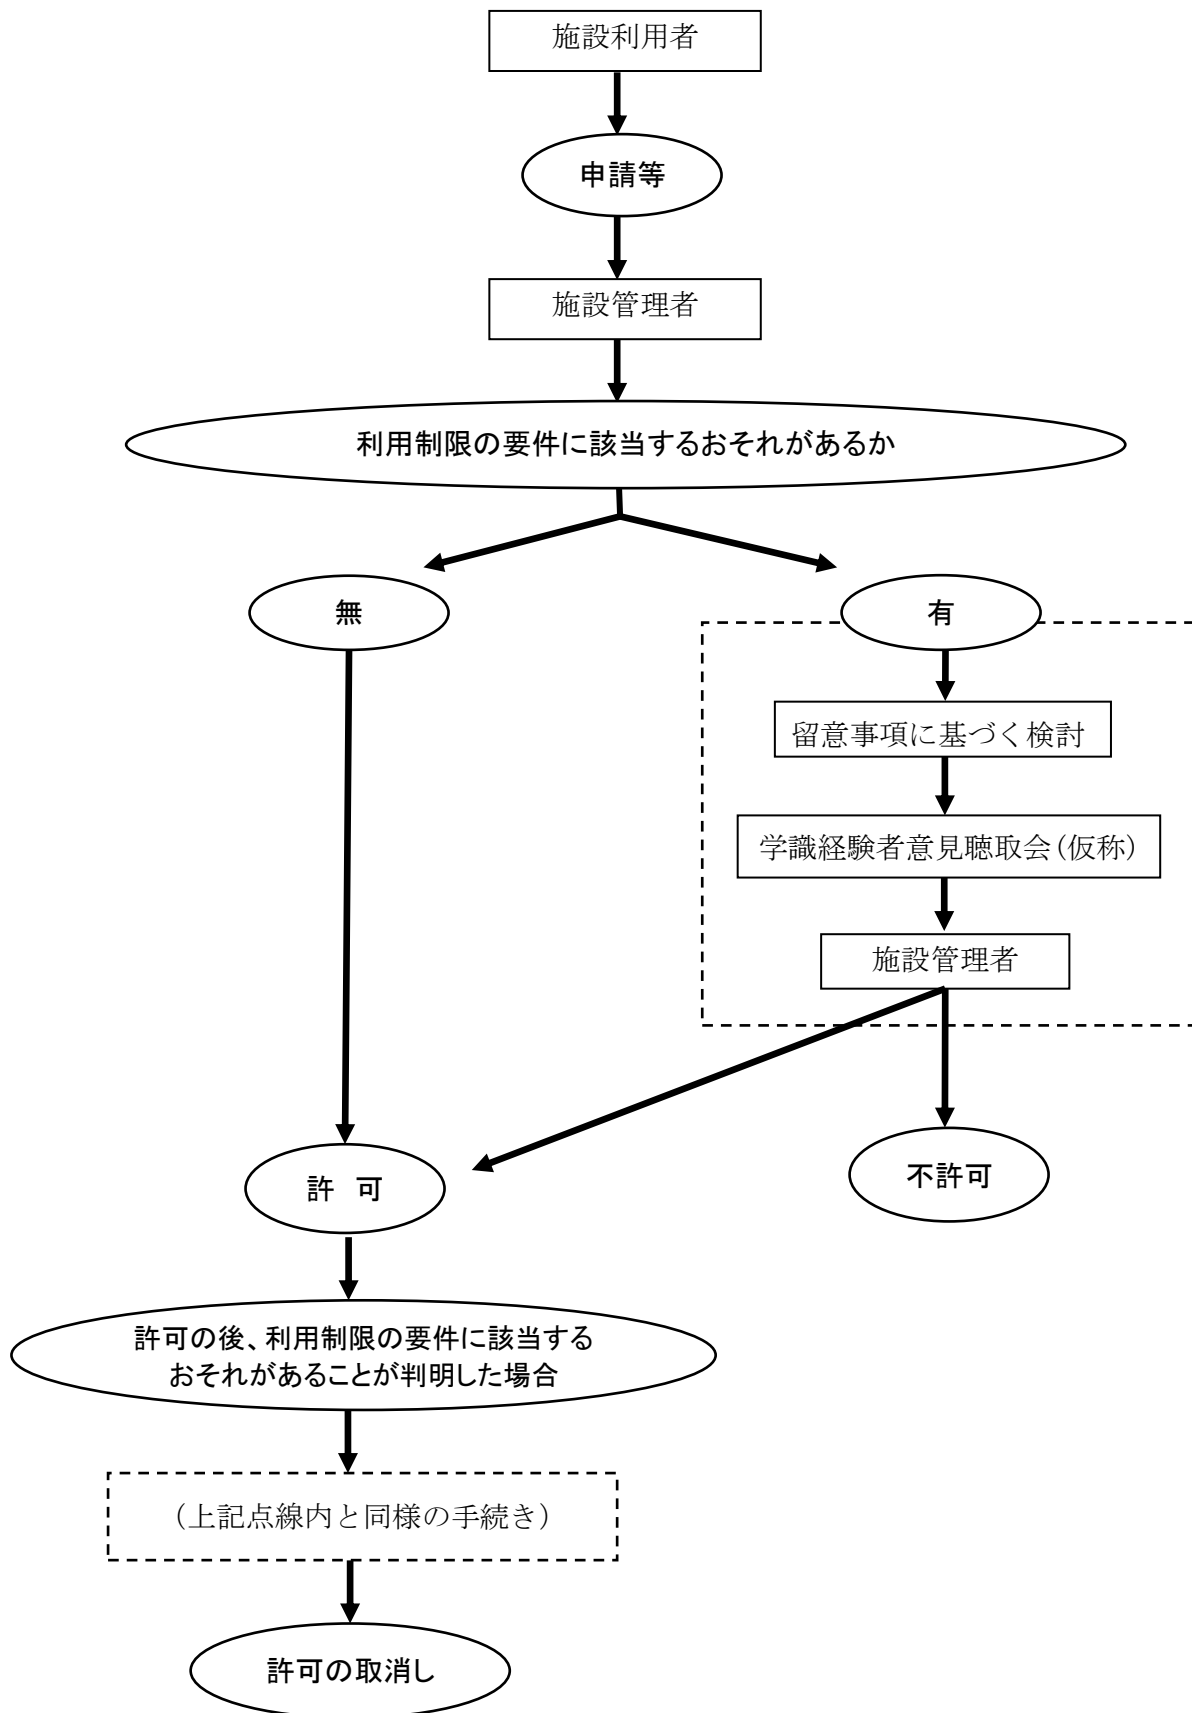 施設利用者
申請等
施設管理者
利用制限の要件に該当するおそれがあるか
無
有
留意事項に基づく検討
学識経験者意見聴取会(仮称)
施設管理者
許　可
不許可
許可の後、利用制限の要件に該当する
おそれがあることが判明した場合
(上記点線内と同様の手続き)
許可の取消し